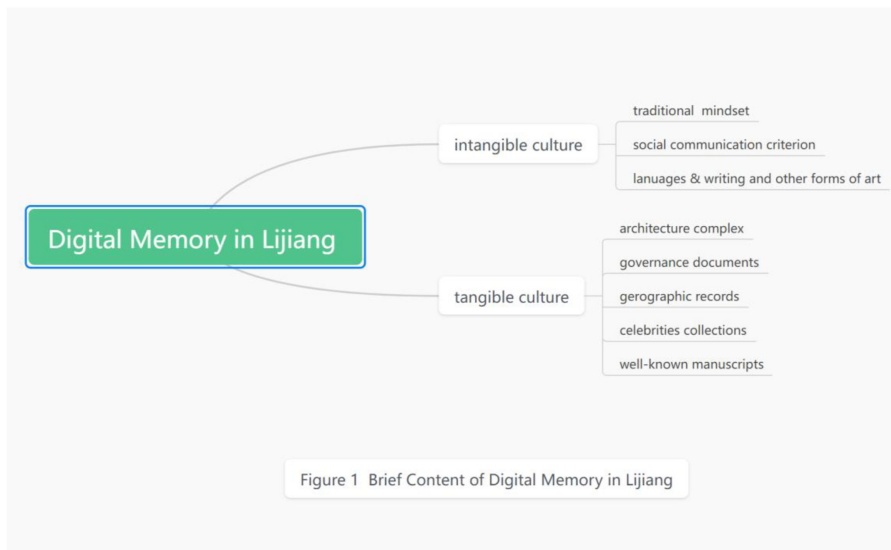 Digital Memory in Lijiang
intangible culture
traditional mindset
social communication criterion
lanuages & writing and other forms of art
tangible culture
architecture complex
governance documents
gerographic records
celebrities collections
well-known manuscripts
Figure 1 Brief Content of Digital Memory in Lijiang